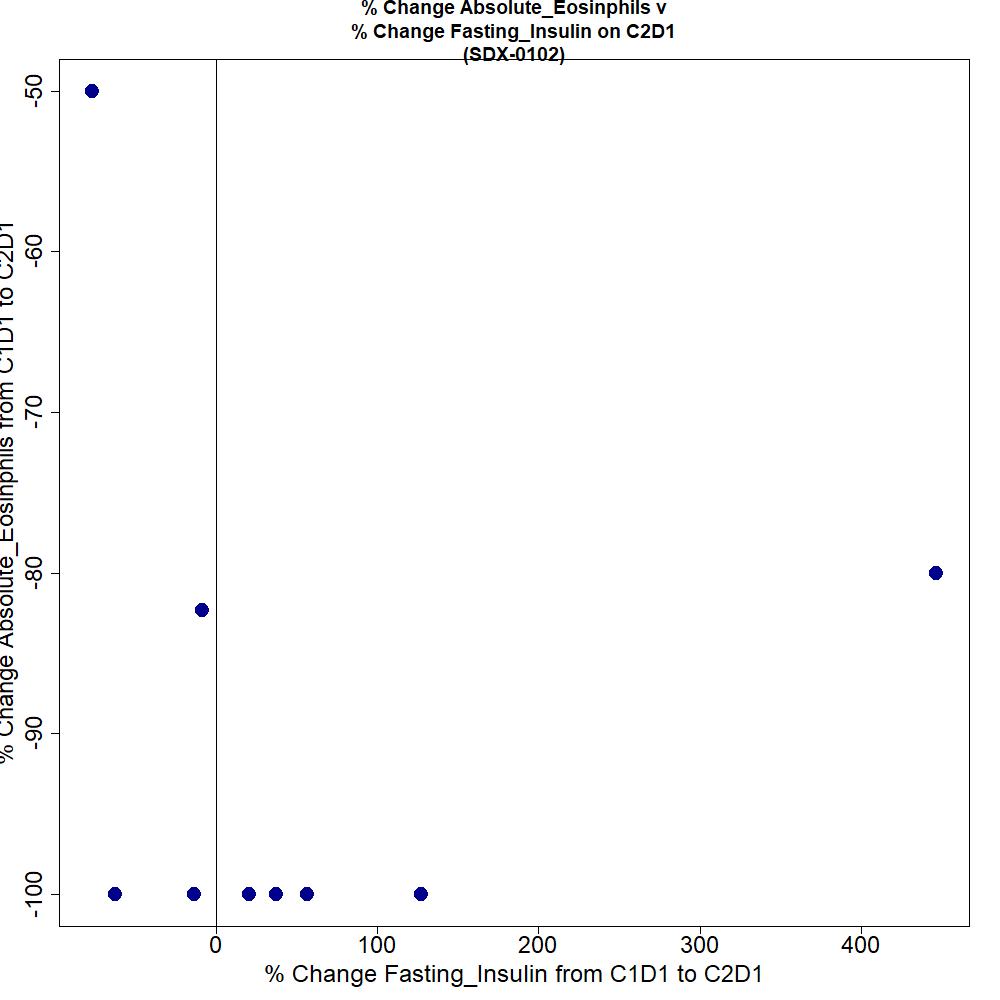 % Change Absolute_Eosinphils v
% Change Fasting_Insulin on C2D1
(SDX-0102)
% Change Absolute_Eosinphils from C1D1 to C2D1
-50
-60
-70
-80
-90
-100
0 100 200 300 400
% Change Fasting_Insulin from C1D1 to C2D1